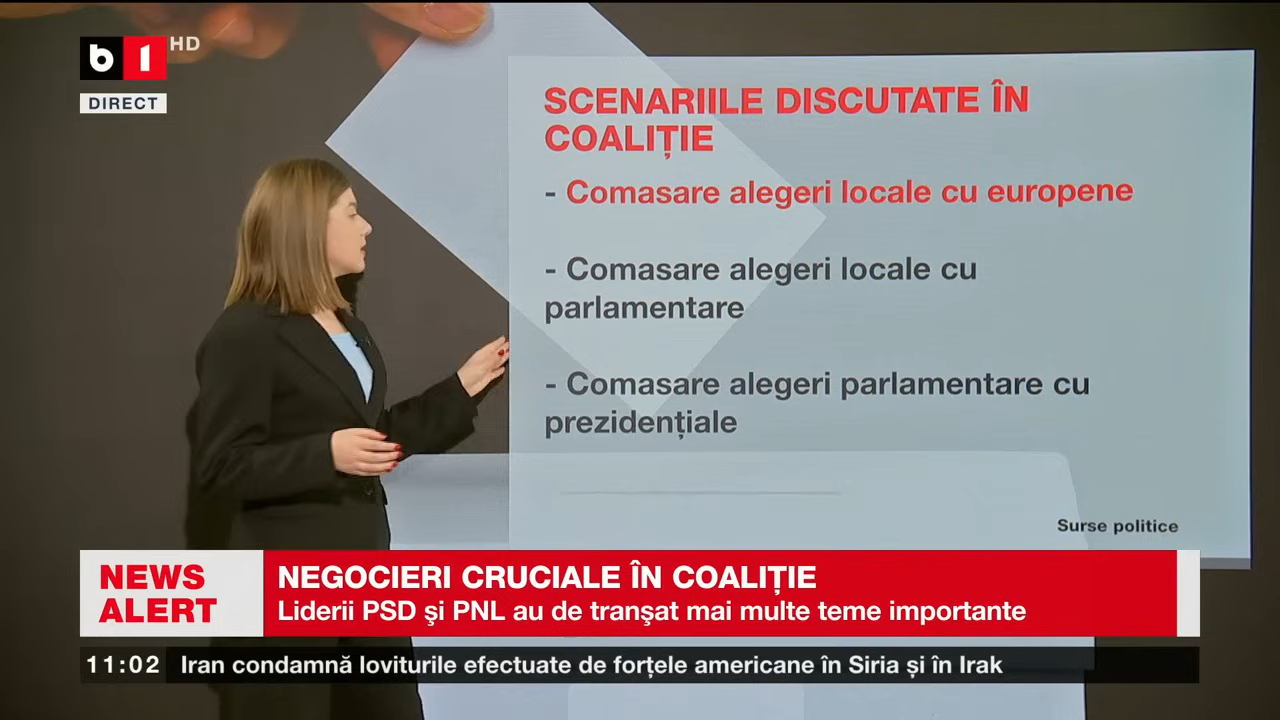 b1 HD
DIRECT
SCENARIILE DISCUTATE ÎN
COALIȚIE
- Comasare alegeri locale cu europene
- Comasare alegeri locale cu
parlamentare
- Comasare alegeri parlamentare cu
prezidențiale
Surse politice
NEWS
ALERT
NEGOCIERI CRUCIALE ÎN COALIȚIE
Liderii PSD şi PNL au de tranşat mai multe teme importante
11:02 Iran condamnă loviturile efectuate de forțele americane în Siria și în Irak